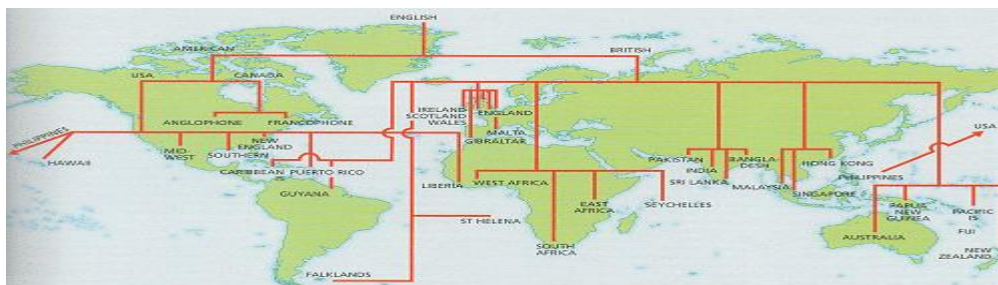 ENGLISH
AMERICAN
BRITISH
USA
CANADA
ANGLOPHONE
FRANCOPHONE
IRELAND
SCOTLAND
WALES
ENGLAND
MALTA
GIBRALTAR
PHILIPPINES
HAWAII
MID-
WEST
SOUTHERN
NEW
ENGLAND
CARIBBEAN
IS
PUERTO RICO
GUYANA
LIBERIA
WEST AFRICA
EAST
AFRICA
SEYCHELLES
SOUTH
AFRICA
ST HELENA
FALKLANDS
PAKISTAN
INDIA
BANGLA-
DESH
SRI LANKA
MALAYSIA
SINGAPORE
HONG KONG
PHILIPPINES
USA
PAPUA
NEW
GUINEA
AUSTRALIA
PACIFIC
IS
FIJI
NEW
ZEALAND